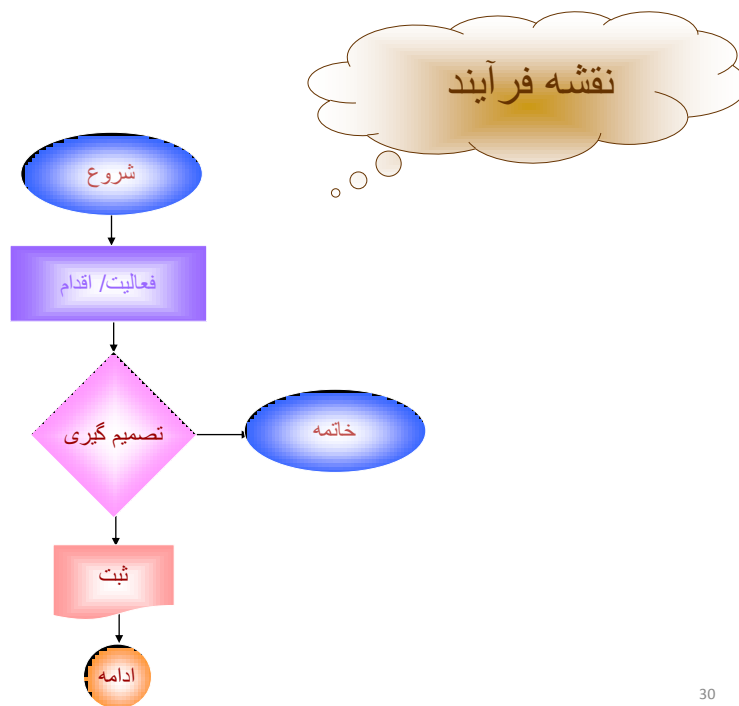 نقشه فرآیند
شروع
فعالیت/ اقدام
تصمیم گیری
خاتمه
ثبت
ادامه
30